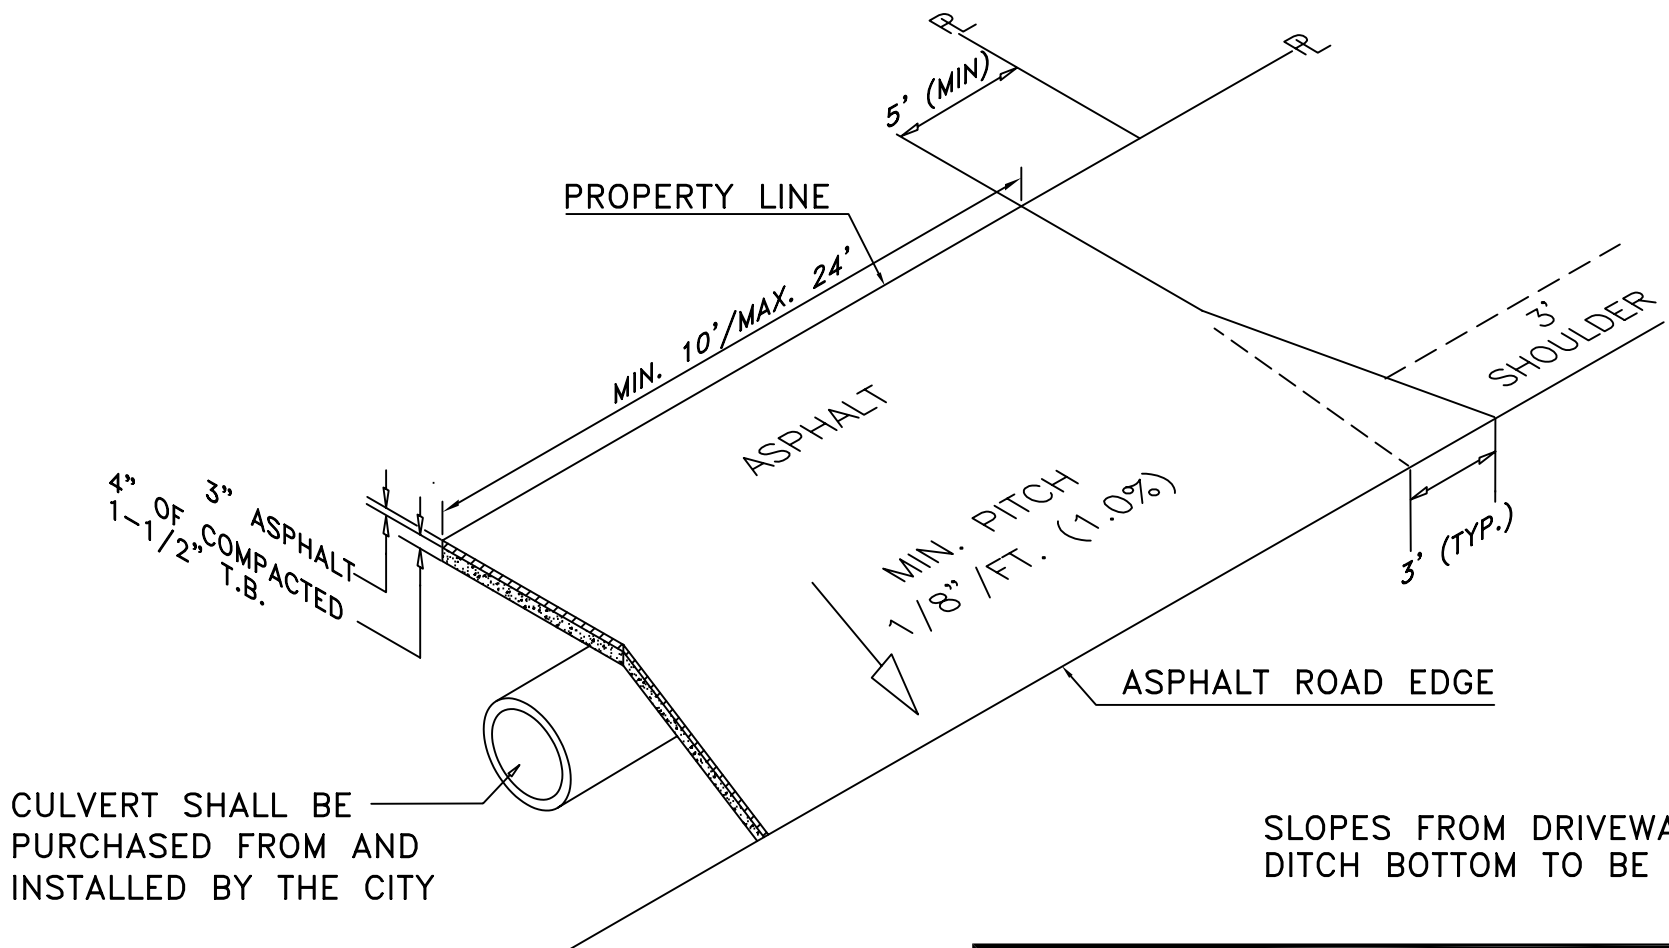 PL
PL
5' (MIN)
PROPERTY LINE
MIN. 10'/MAX. 24'
3'
SHOULDER
ASPHALT
MIN. PITCH
1/8"/FT. (1.0%)
3' (TYP.)
3" ASPHALT
4" OF COMPACTED
1-1/2" T.B.
ASPHALT ROAD EDGE
CULVERT SHALL BE
PURCHASED FROM AND
INSTALLED BY THE CITY
SLOPES FROM
DITCH BOTTOM TO BE